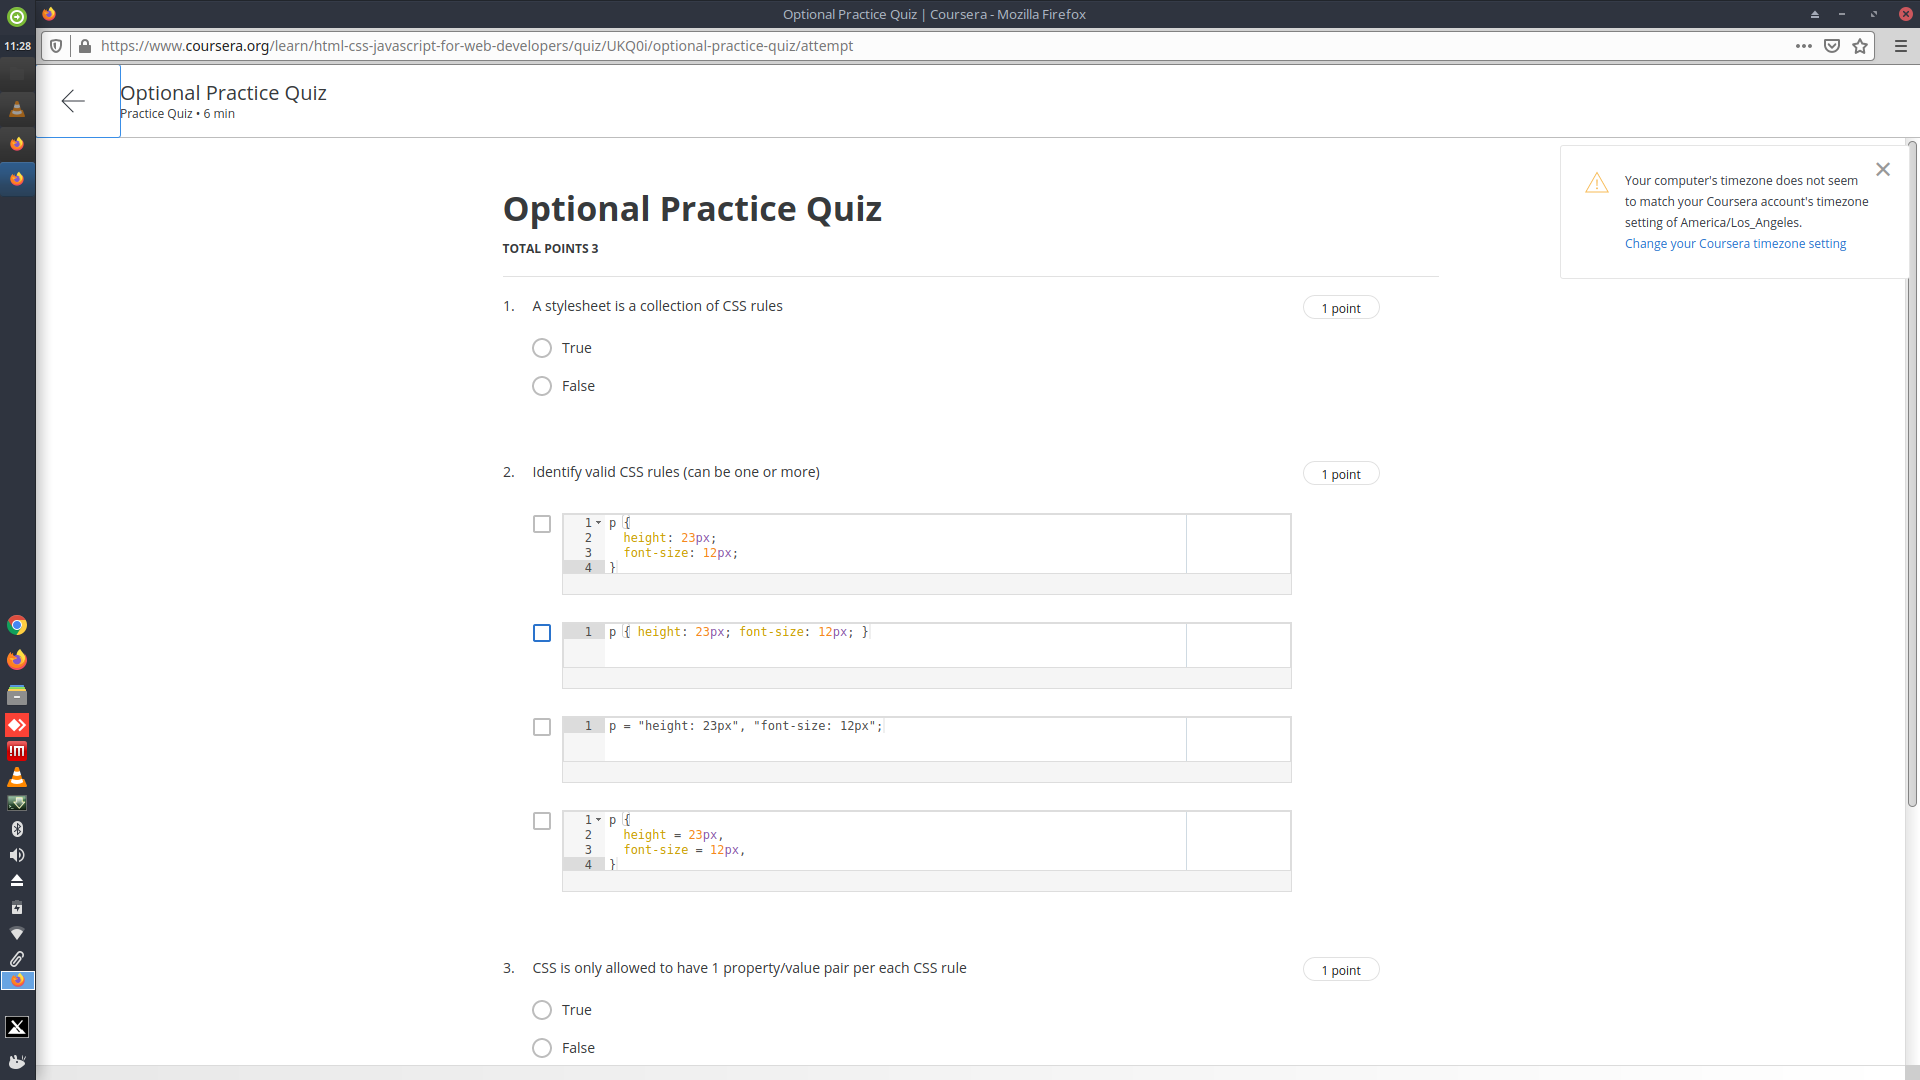 Optional Practice Quiz | Coursera - Mozilla Firefox
11:28
https://www.coursera.org/learn/html-css-javascript-for-web-developers/quiz/UKQ0i/optional-practice-quiz/attempt
Optional Practice Quiz
Practice Quiz • 6 min
Your computer's timezone does not seem
to match your Coursera account's timezone
setting of America/Los_Angeles.
Change your Coursera timezone setting
Optional Practice Quiz
TOTAL POINTS 3
1. A stylesheet is a collection of CSS rules
1 point
True
False
2. Identify valid CSS rules (can be one or more)
1 point
1 p {
2 height: 23px;
3 font-size: 12px;
4 }
1 p { height: 23px; font-size: 12px; }
1 p = "height: 23px", "font-size: 12px";
1 p {
2 height = 23px,
3 font-size = 12px,
4 }
3. CSS is only allowed to have 1 property/value pair per each CSS rule
1 point
True
False